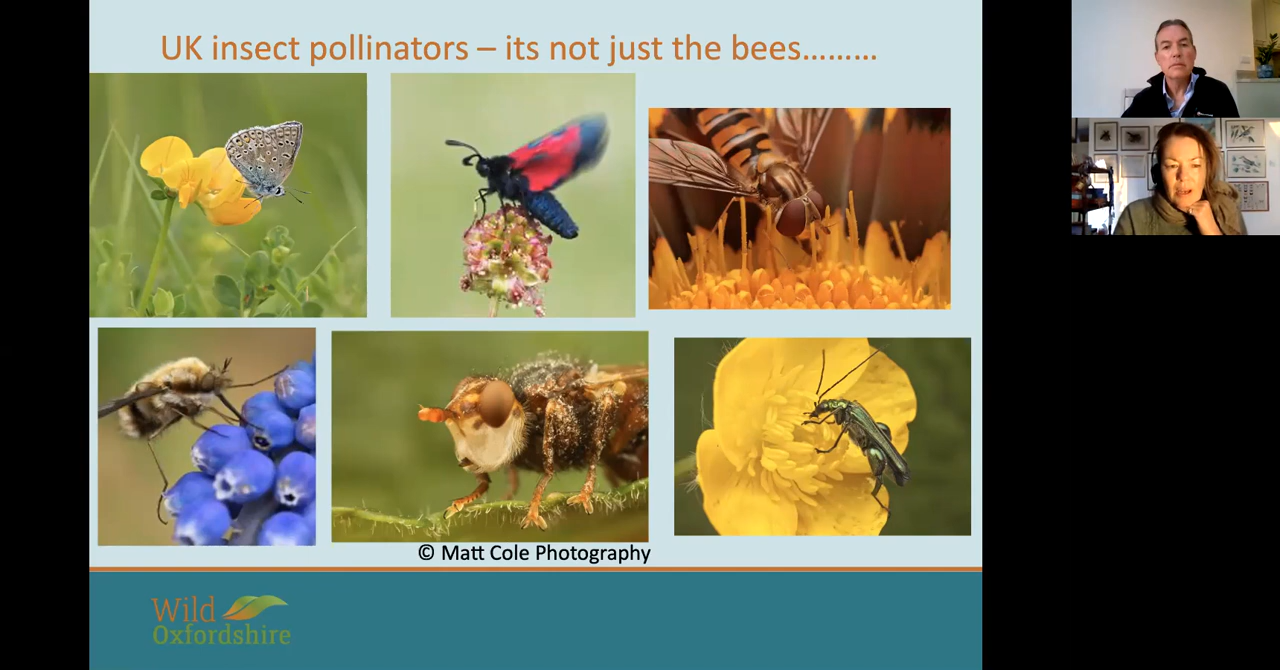 UK insect pollinators – its not just the bees………
© Matt Cole Photography
Wild
Oxfordshire